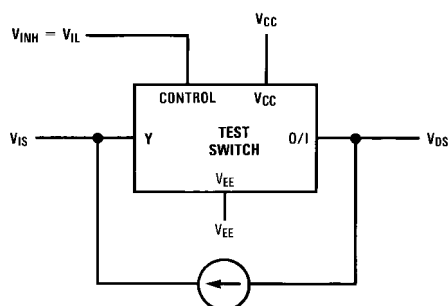 V_CC
V_INH = V_IL
CONTROL
V_CC
V_IS
Y
TEST
SWITCH
O/I
V_DS
V_EE
V_EE